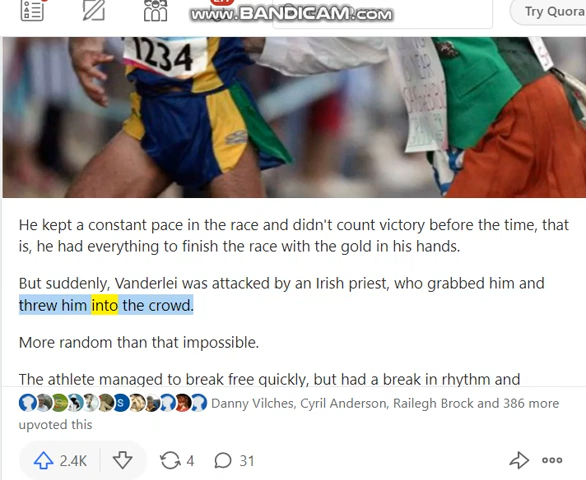 www.BANDICAM.com
Try Quora
1234
He kept a constant pace in the race and didn't count victory before the time, that
is, he had everything to finish the race with the gold in his hands.
But suddenly, Vanderlei was attacked by an Irish priest, who grabbed him and
threw him into the crowd.
More random than that impossible.
The athlete managed to break free quickly, but had a break in rhythm and
Danny Vilches, Cyril Anderson, Railegh Brock and 386 more
upvoted this
2.4K
4
31